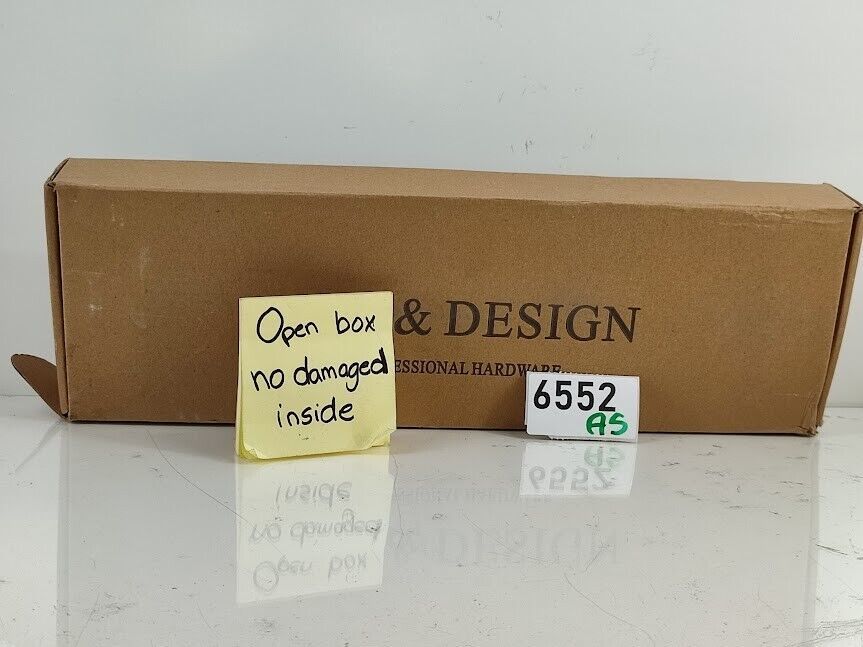 Open box
no damaged
inside
& DESIGN
ESSIONAL HARDWARE
6552
AS